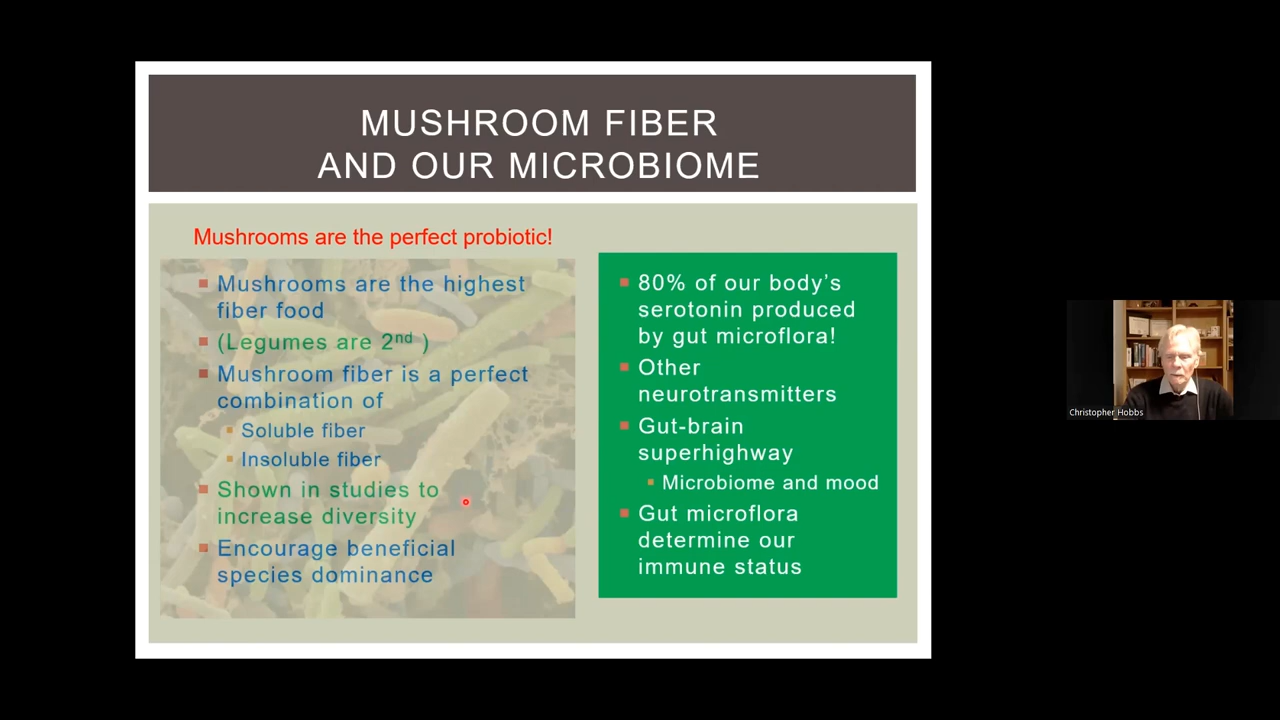 MUSHROOM FIBER
AND OUR MICROBIOME
Mushrooms are the perfect probiotic!
Mushrooms are the highest
fiber food
(Legumes are 2nd )
Mushroom fiber is a perfect
combination of
Soluble fiber
Insoluble fiber
Shown in studies to
increase diversity
Encourage beneficial
species dominance
80% of our body’s
serotonin produced
by gut microflora!
Other
neurotransmitters
Gut-brain
superhighway
Microbiome and mood
Gut microflora
determine our
immune status
Christopher Hobbs